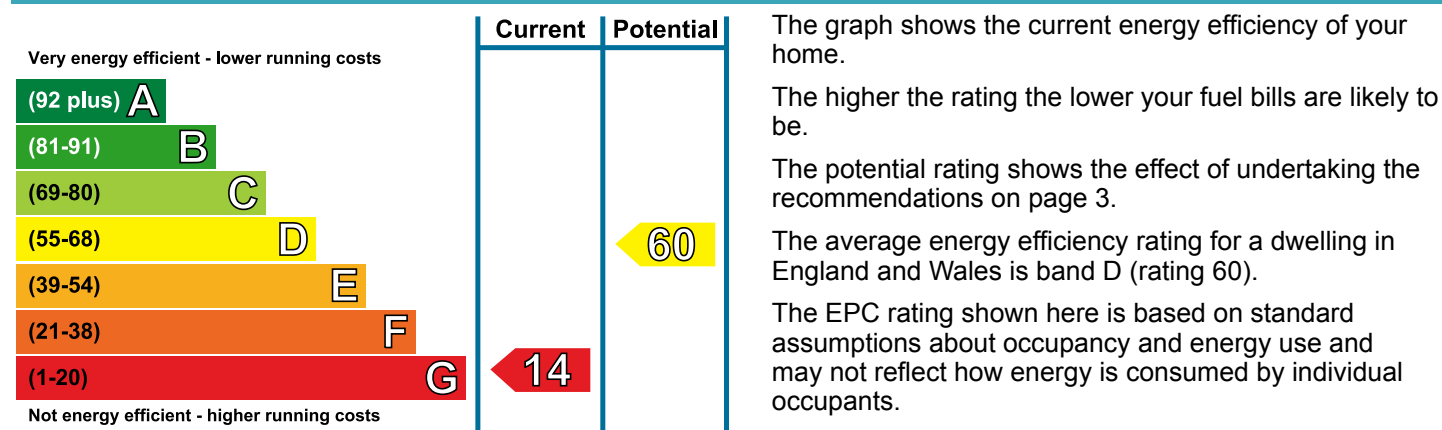 Current Potential
Very energy efficient - lower running costs
(92 plus) A
(81-91) B
(69-80) C
(55-68) D
60
(39-54) E
(21-38) F
(1-20) G
14
Not energy efficient - higher running costs
The graph shows the current energy efficiency of your
home.
The higher the rating the lower your fuel bills are likely to
be.
The potential rating shows the effect of undertaking the
recommendations on page 3.
The average energy efficiency rating for a dwelling in
England and Wales is band D (rating 60).
The EPC rating shown here is based on standard
assumptions about occupancy and energy use and
may not reflect how energy is consumed by individual
occupants.